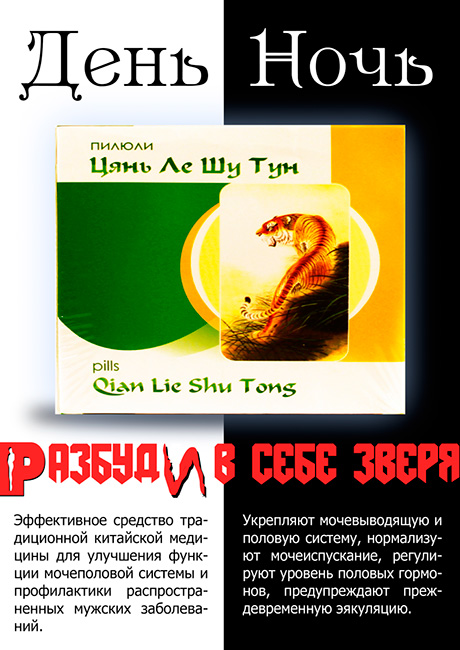 День Ночь
пилюли
Цянь Ле Шу Тун
pills
Qian Lie Shu Tong
РАЗБУДИ В СЕБЕ ЗВЕРЯ
Эффективное средство тра-
диционной китайской меди-
цины для улучшения функ-
ции мочеполовой системы и
профилактики распростра-
ненных мужских заболева-
ний.
Укрепляют мочевыводящую и
половую систему, нормализу-
ют мочеиспускание, регули-
руют уровень половых гормо-
нов, предупреждают преж-
девременную эякуляцию.